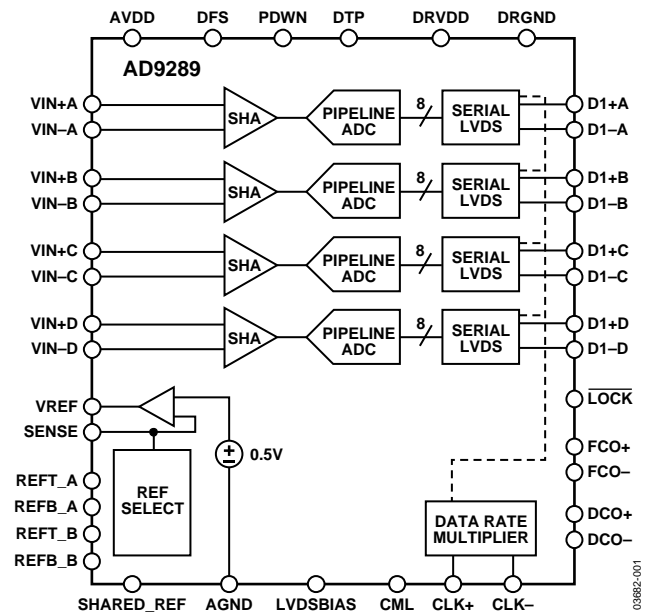 AVDD DFS PDWN DTP DRVDD DRGND
AD9289
VIN+A
VIN–A
SHA
PIPELINE
ADC
8
SERIAL
LVDS
D1+A
D1–A
VIN+B
VIN–B
SHA
PIPELINE
ADC
8
SERIAL
LVDS
D1+B
D1–B
VIN+C
VIN–C
SHA
PIPELINE
ADC
8
SERIAL
LVDS
D1+C
D1–C
VIN+D
VIN–D
SHA
PIPELINE
ADC
8
SERIAL
LVDS
D1+D
D1–D
VREF
SENSE
0.5V
REFT_A
REFB_A
REFT_B
REFB_B
REF
SELECT
LOCK
FCO+
FCO–
DCO+
DCO–
DATA RATE
MULTIPLIER
SHARED_REF AGND LVDSBIAS CML CLK+ CLK–
03682-001